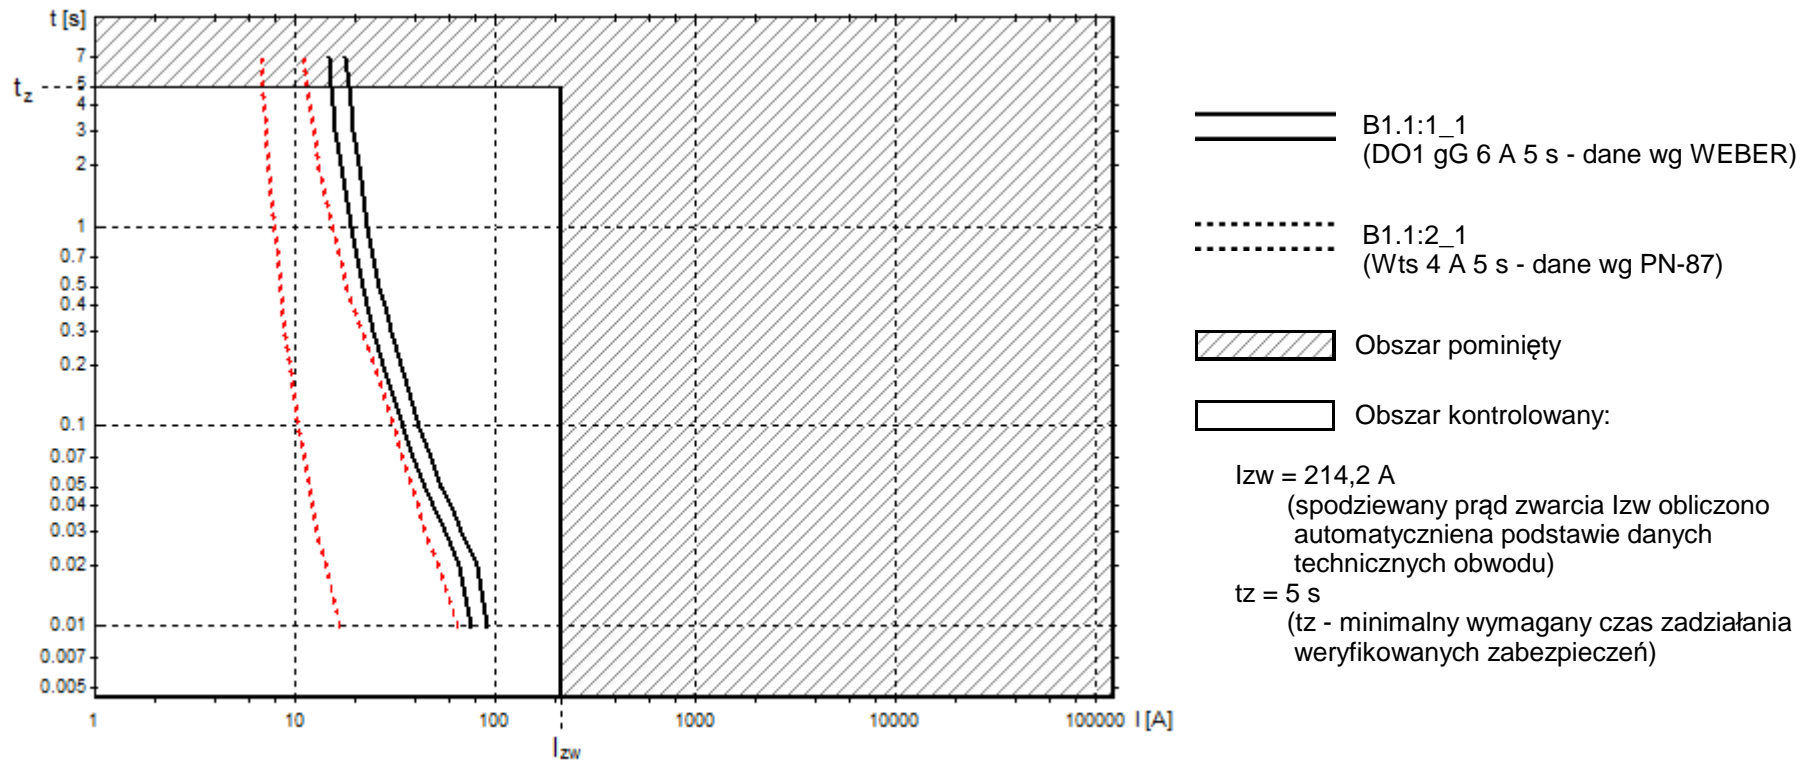 t [s]
7
5
tz
4
3
2
1
0.7
0.5
0.4
0.3
0.2
0.1
0.07
0.05
0.04
0.03
0.02
0.01
0.007
0.005
1 10 100 1000 10000 100000 I [A]
Izw
B1.1:1_1
(DO1 gG 6 A 5 s - dane wg WEBER)
B1.1:2_1
(Wts 4 A 5 s - dane wg PN-87)
Obszar pominięty
Obszar kontrolowany:
Izw = 214,2 A
(spodziewany prąd zwarcia Izw obliczono
automatyczniena podstawie danych
technicznych obwodu)
tz = 5 s
(tz - minimalny wymagany czas zadziałania
weryfikowanych zabezpieczeń)